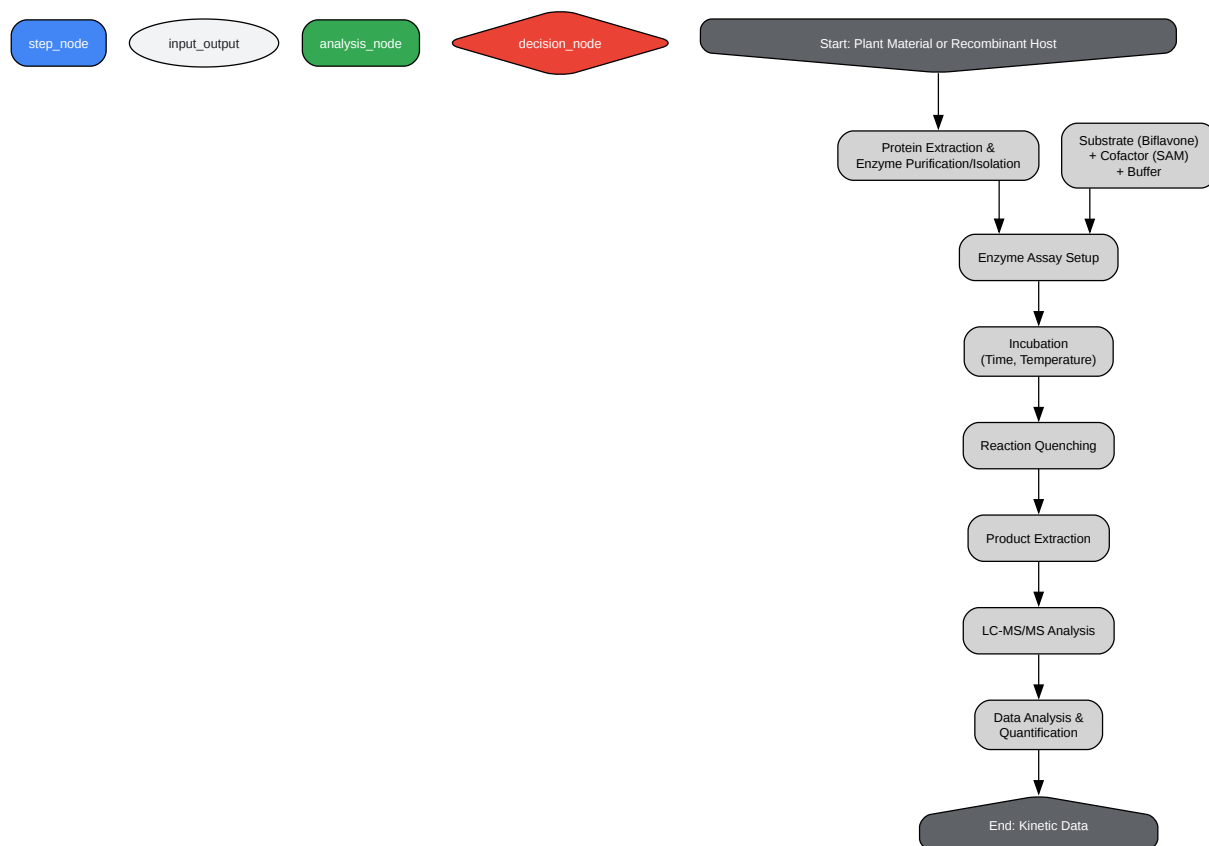 step_node
input_output
analysis_node
decision_node
Start: Plant Material or Recombinant Host
Protein Extraction &
Enzyme Purification/Isolation
Substrate (Biflavone)
+ Cofactor (SAM)
+ Buffer
Enzyme Assay Setup
Incubation
(Time, Temperature)
Reaction Quenching
Product Extraction
LC-MS/MS Analysis
Data Analysis &
Quantification
End: Kinetic Data